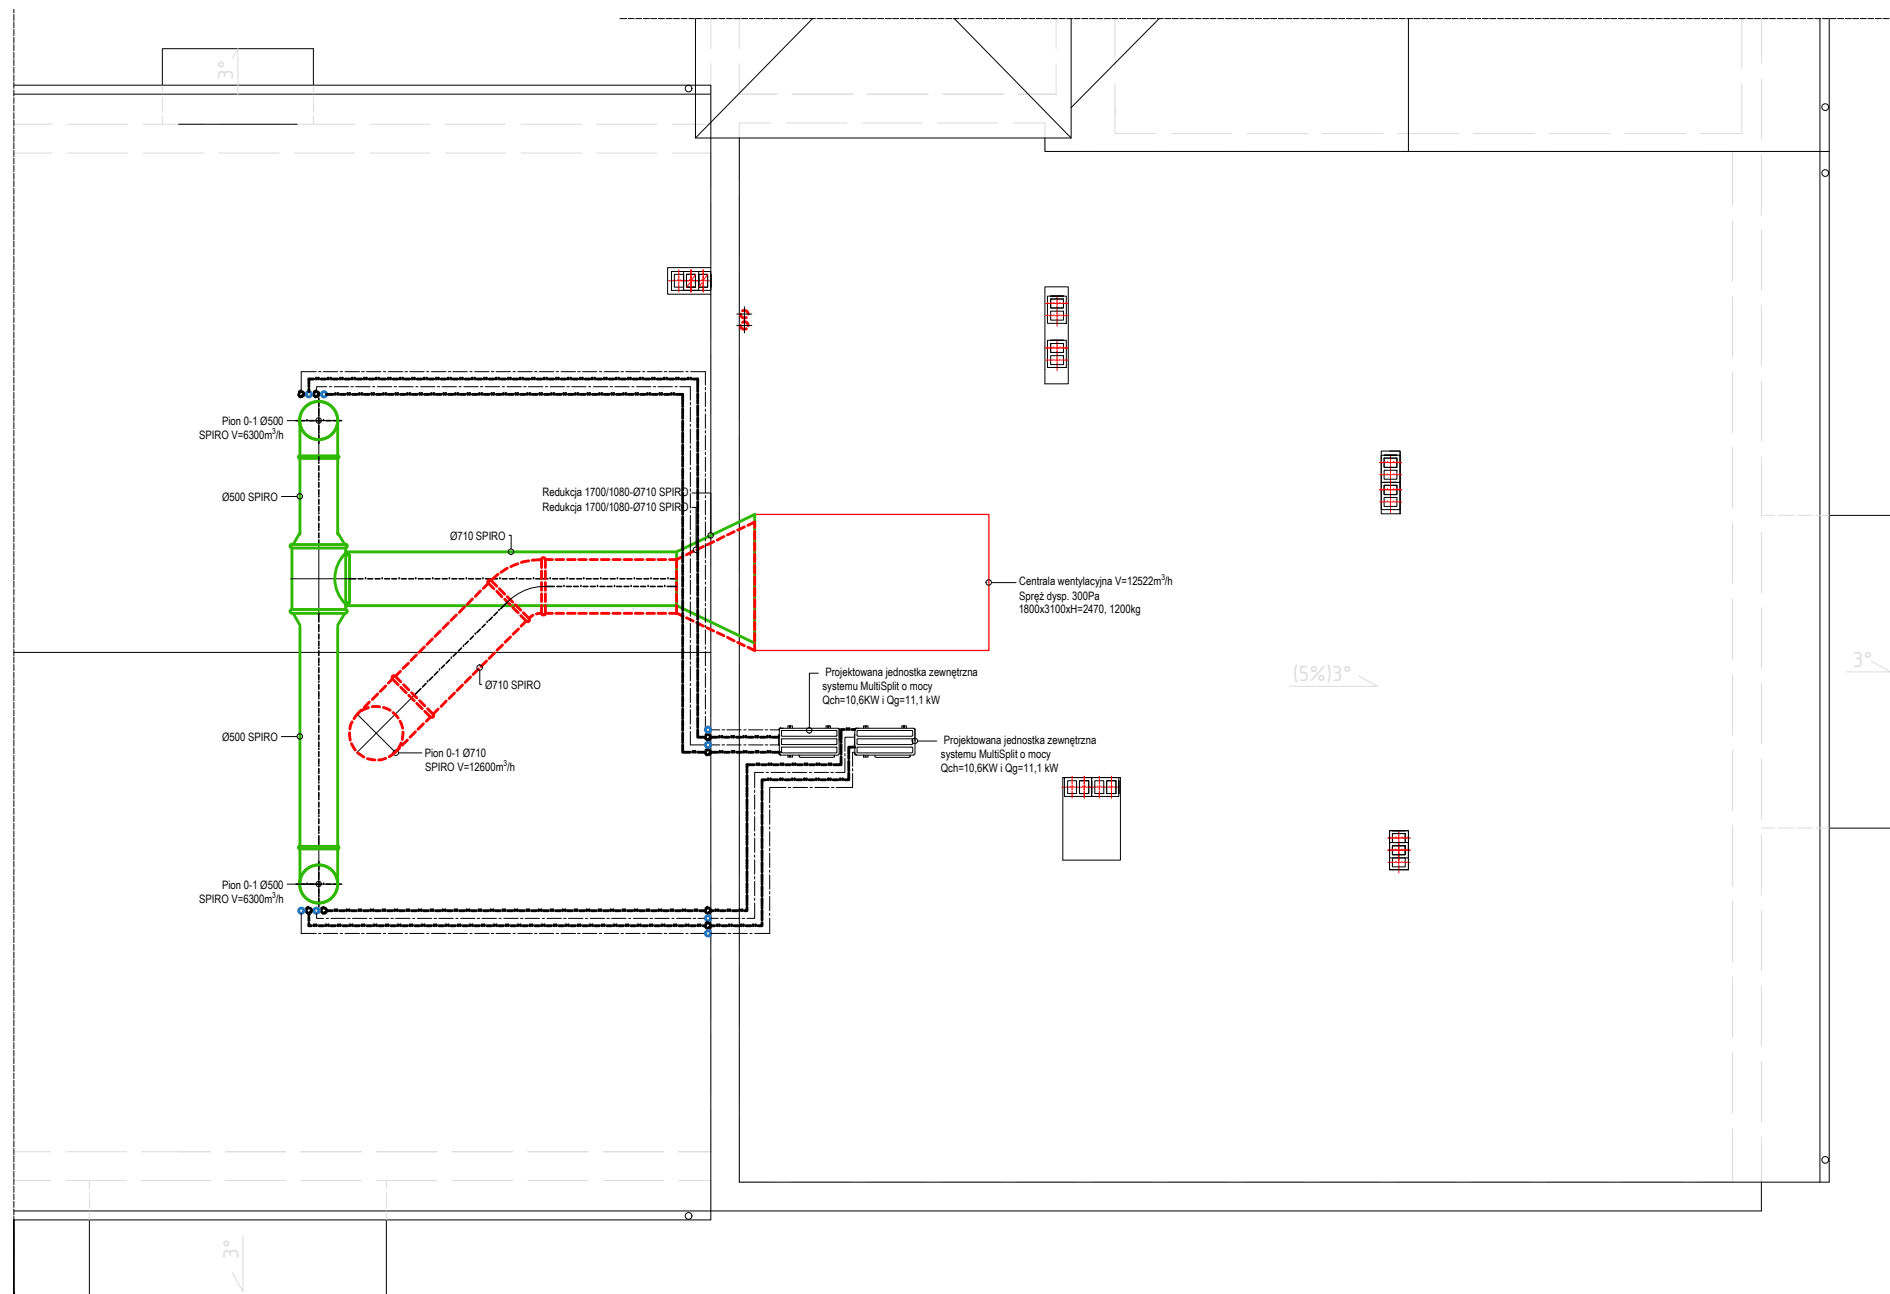 3°
Pion 0-1 Ø500
SPIRO V=6300m³/h
Ø500 SPIRO
Redukcja 1700/1080-Ø710 SPIRO
Redukcja 1700/1080-Ø710 SPIRO
Ø710 SPIRO
Centrala wentylacyjna V=12522m³/h
Spręż dysp. 300Pa
1800x3100xH=2470, 1200kg
Ø710 SPIRO
Projektowana jednostka zewnętrzna
systemu MultiSplit o mocy
Qch=10,6KW i Qg=11,1 kW
(5%)3°
3°
Ø500 SPIRO
Pion 0-1 Ø710
SPIRO V=12600m³/h
Projektowana jednostka zewnętrzna
systemu MultiSplit o mocy
Qch=10,6KW i Qg=11,1 kW
Pion 0-1 Ø500
SPIRO V=6300m³/h
3°